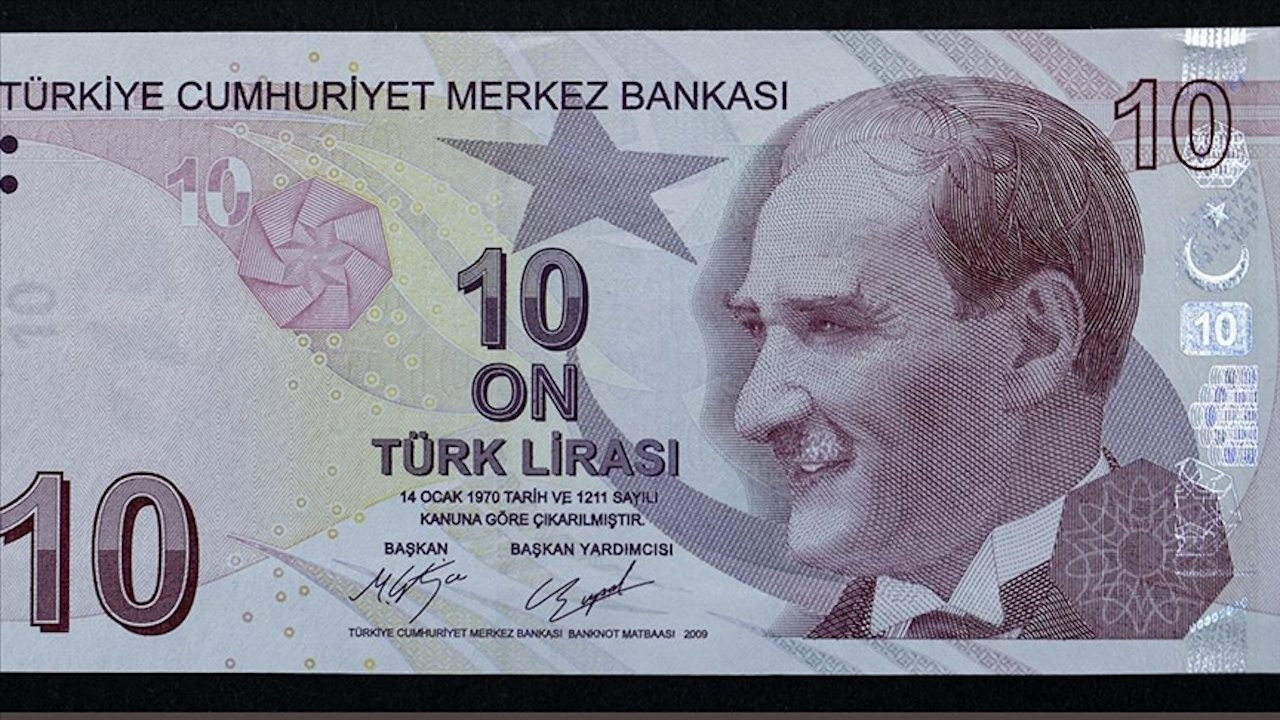 TÜRKİYE CUMHURİYET MERKEZ BANKASI
10
10
10
10
ON
TÜRK LİRASI
10
10
14 OCAK 1970 TARİH VE 1211 SAYILI
KANUNA GÖRE ÇIKARILMIŞTIR.
BAŞKAN
BAŞKAN YARDIMCISI
10
TÜRKİYE CUMHURİYET MERKEZ BANKASI BANKNOT MATBAASI 2009